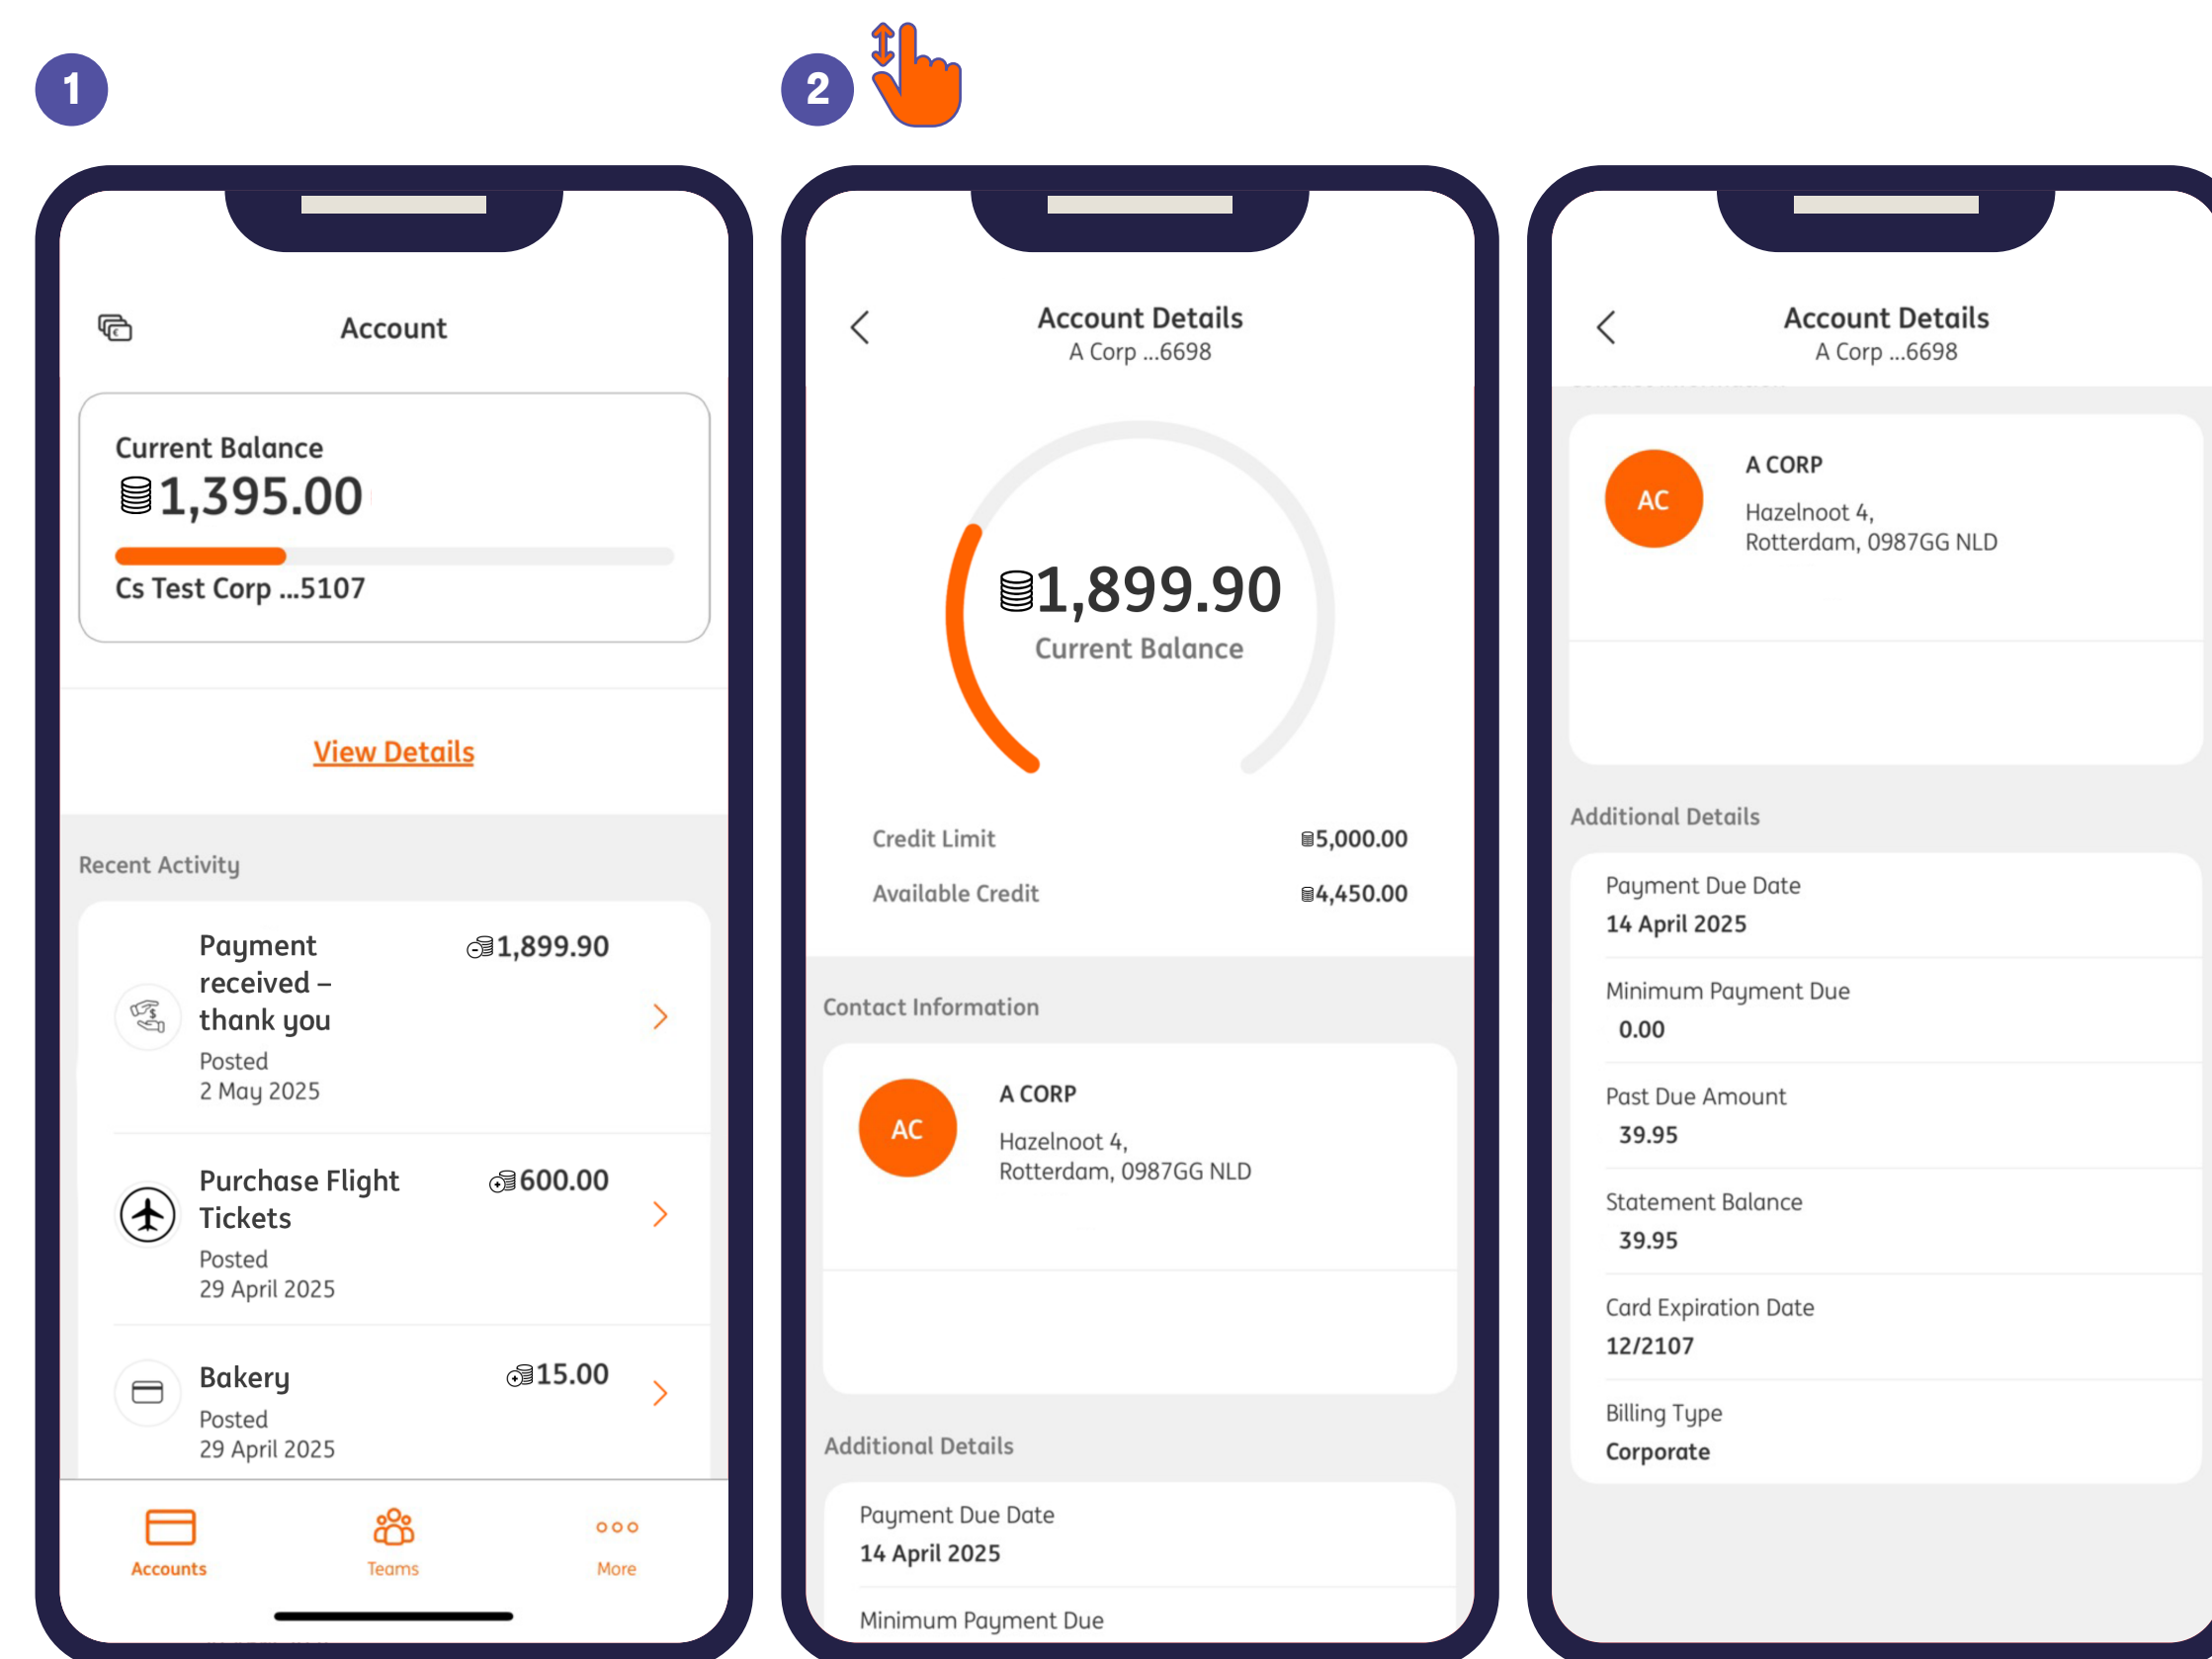 1
Account
Current Balance
1,395.00
Cs Test Corp ...5107
View Details
Recent Activity
Payment
received –
thank you
1,899.90
Posted
2 May 2025
Purchase Flight
Tickets
600.00
Posted
29 April 2025
Bakery
15.00
Posted
29 April 2025
Accounts
Teams
More
2
Account Details
A Corp ...6698
1,899.90
Current Balance
Credit Limit
5,000.00
Available Credit
4,450.00
Contact Information
AC
A CORP
Hazelnoot 4,
Rotterdam, 0987GG NLD
Additional Details
Payment Due Date
14 April 2025
Minimum Payment Due
Account Details
A Corp ...6698
AC
A CORP
Hazelnoot 4,
Rotterdam, 0987GG NLD
Additional Details
Payment Due Date
14 April 2025
Minimum Payment Due
0.00
Past Due Amount
39.95
Statement Balance
39.95
Card Expiration Date
12/2107
Billing Type
Corporate